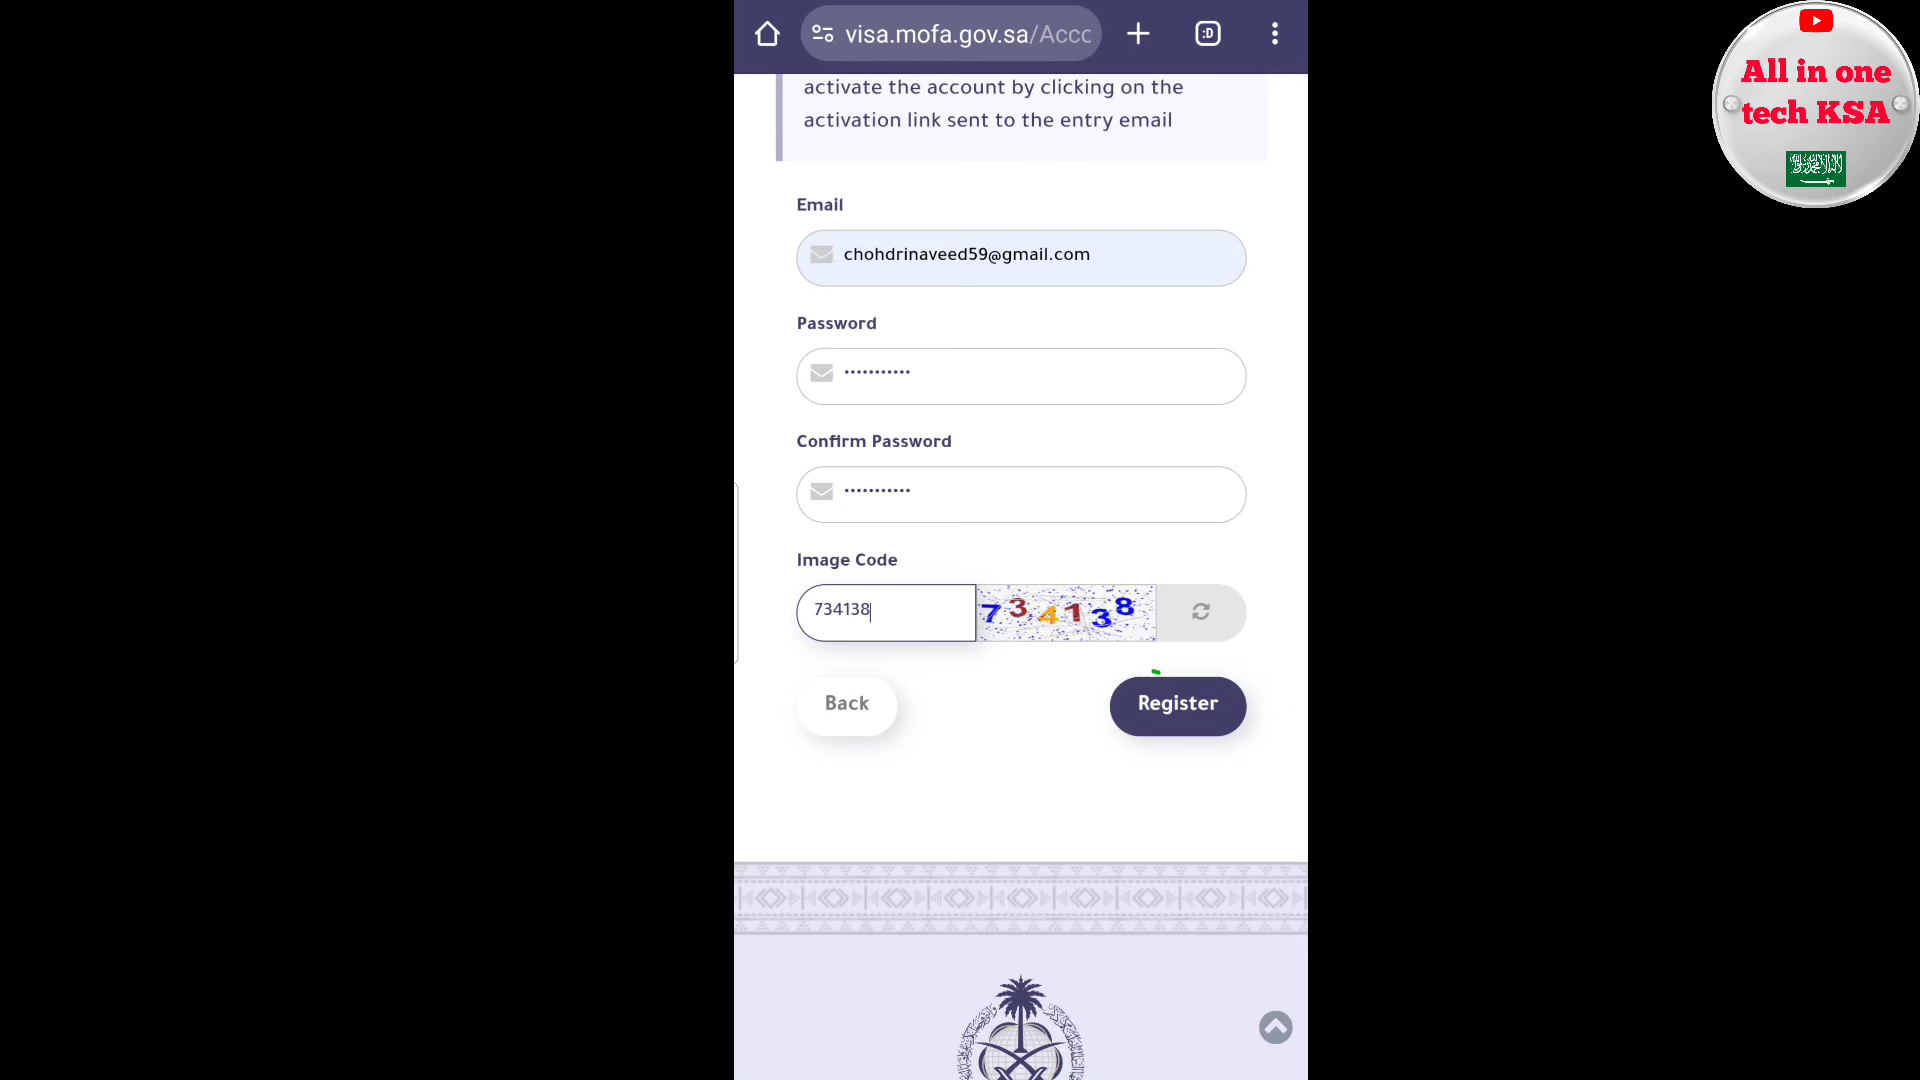 visa.mofa.gov.sa/Acco
:D
All in one
tech KSA
activate the account by clicking on the
activation link sent to the entry email
Email
chohdrinaveed59@gmail.com
Password
•••••••••••
Confirm Password
•••••••••••
Image Code
734138
734138
Back
Register